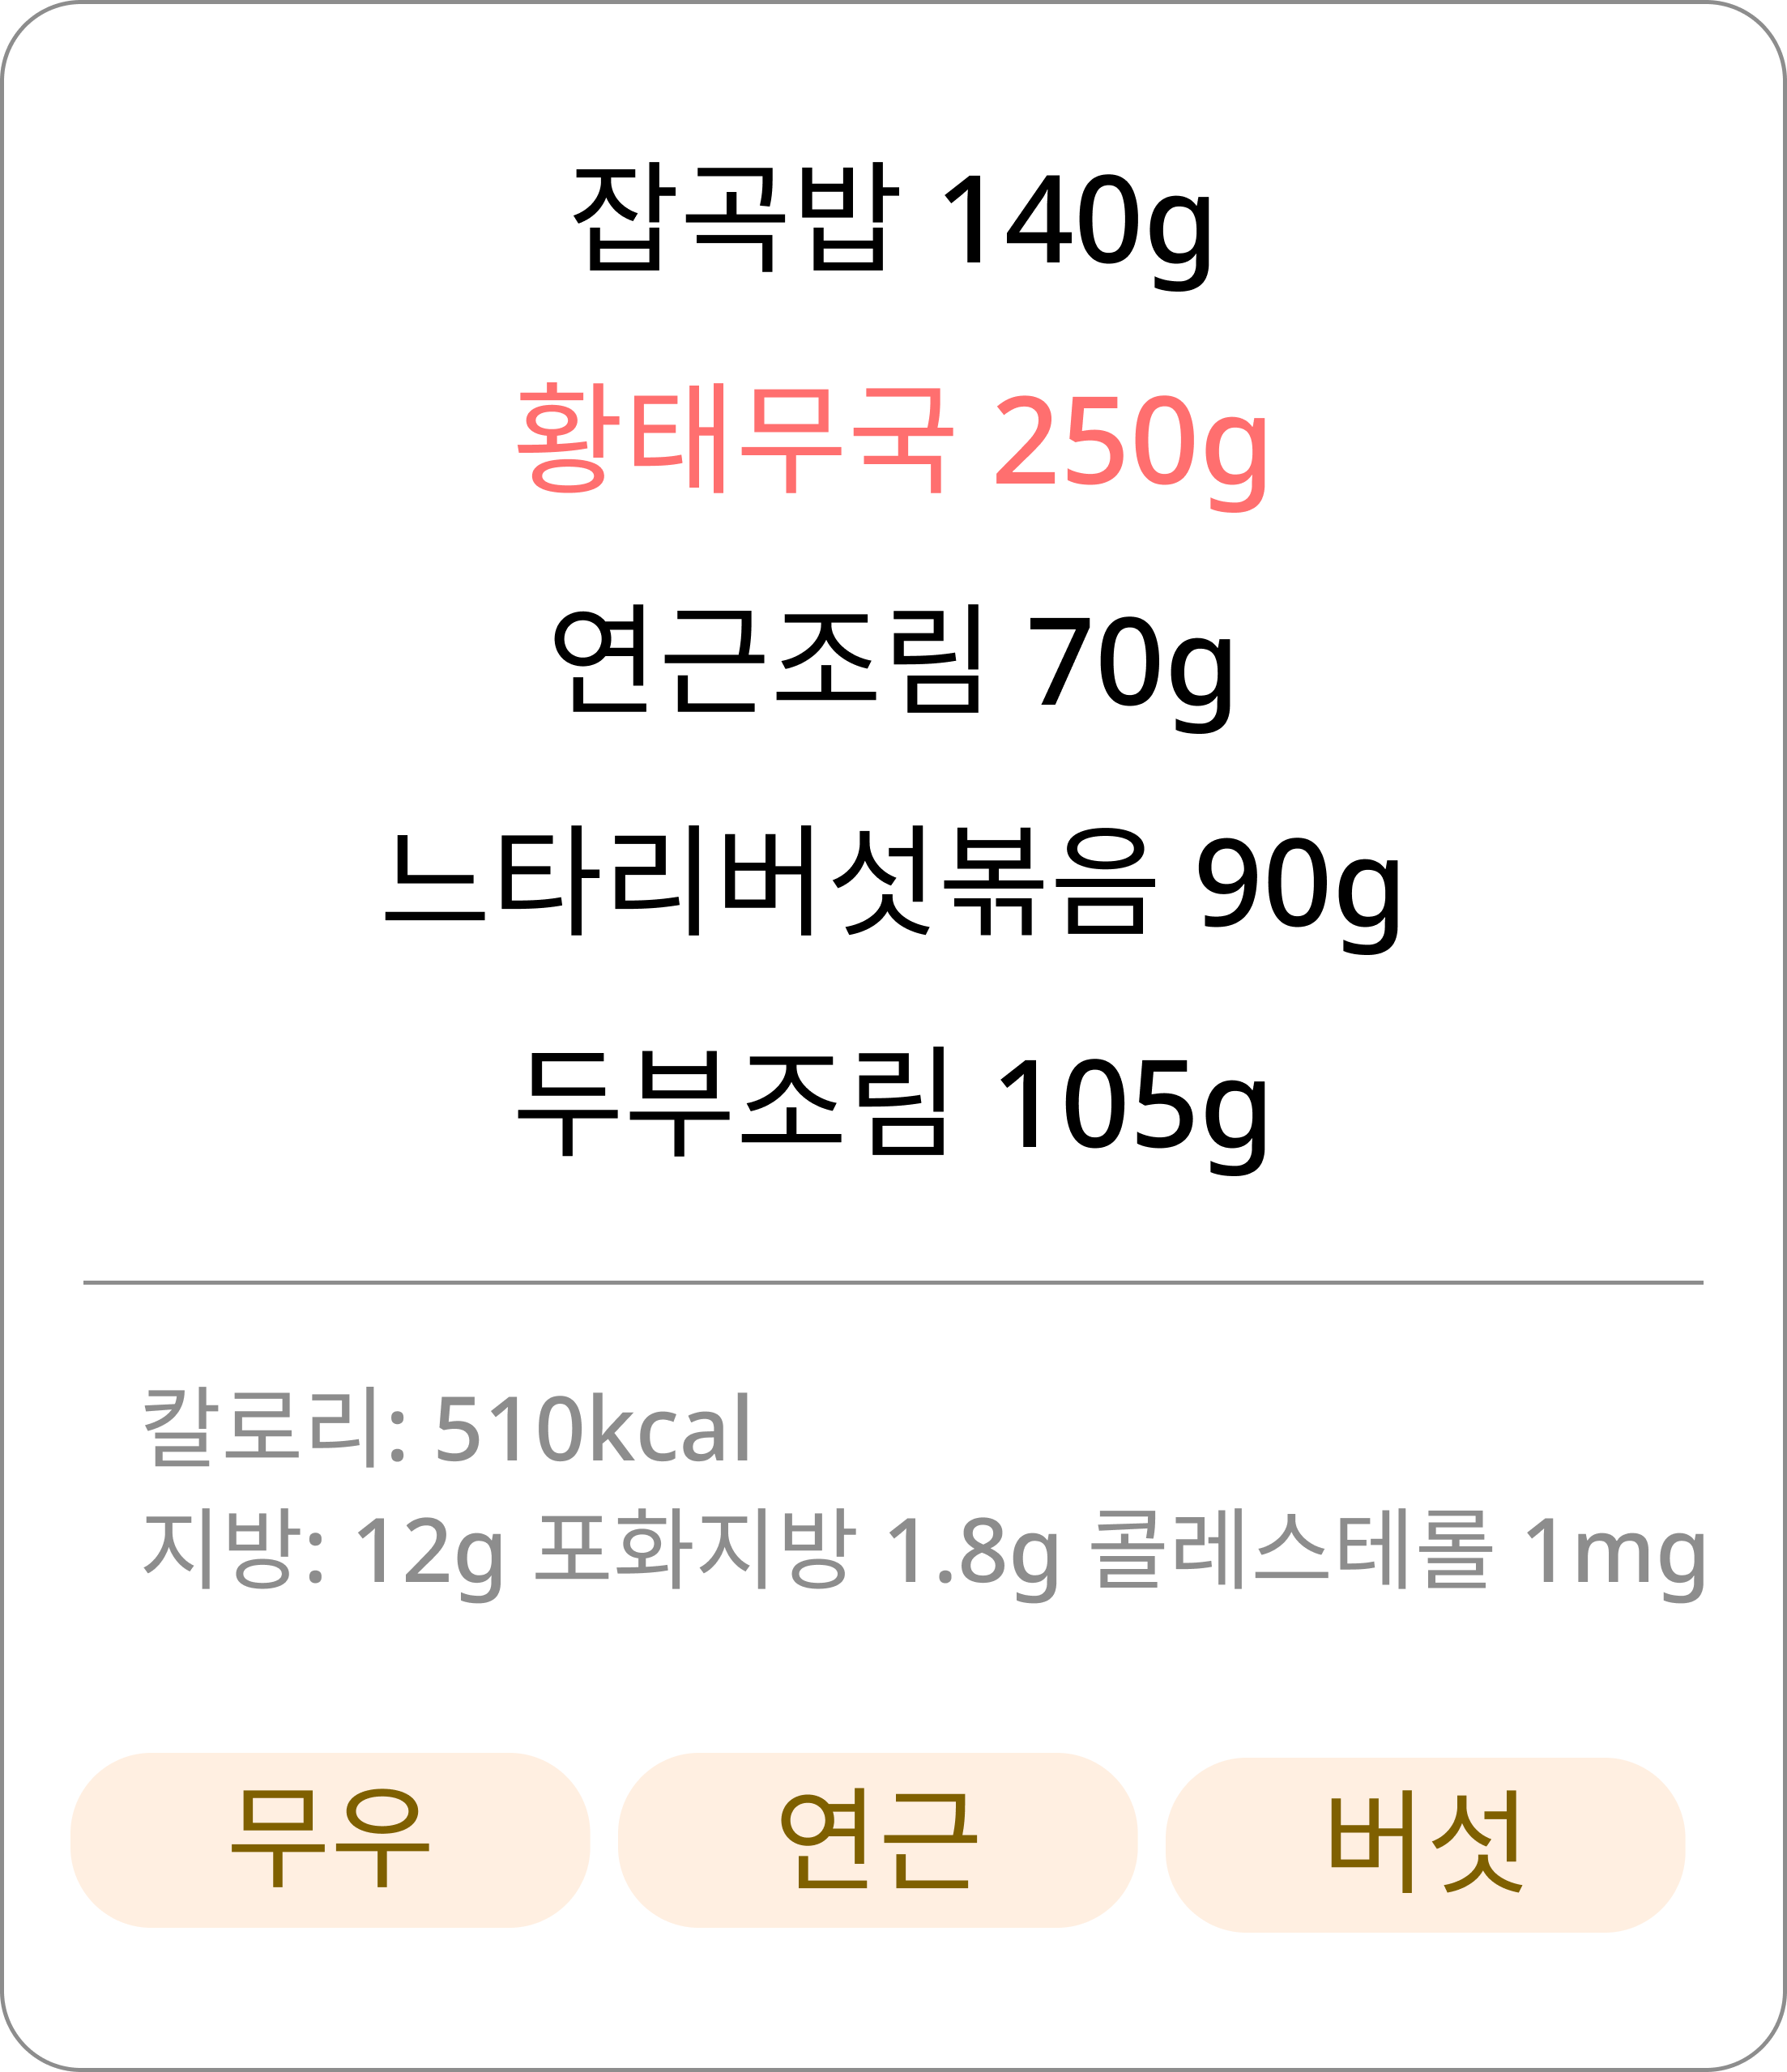 잡곡밥 140g
황태무국 250g
연근조림 70g
느타리버섯볶음 90g
두부조림 105g
칼로리: 510kcal
지방: 12g 포화지방 1.8g 콜레스테롤 1mg
무우 연근 버섯